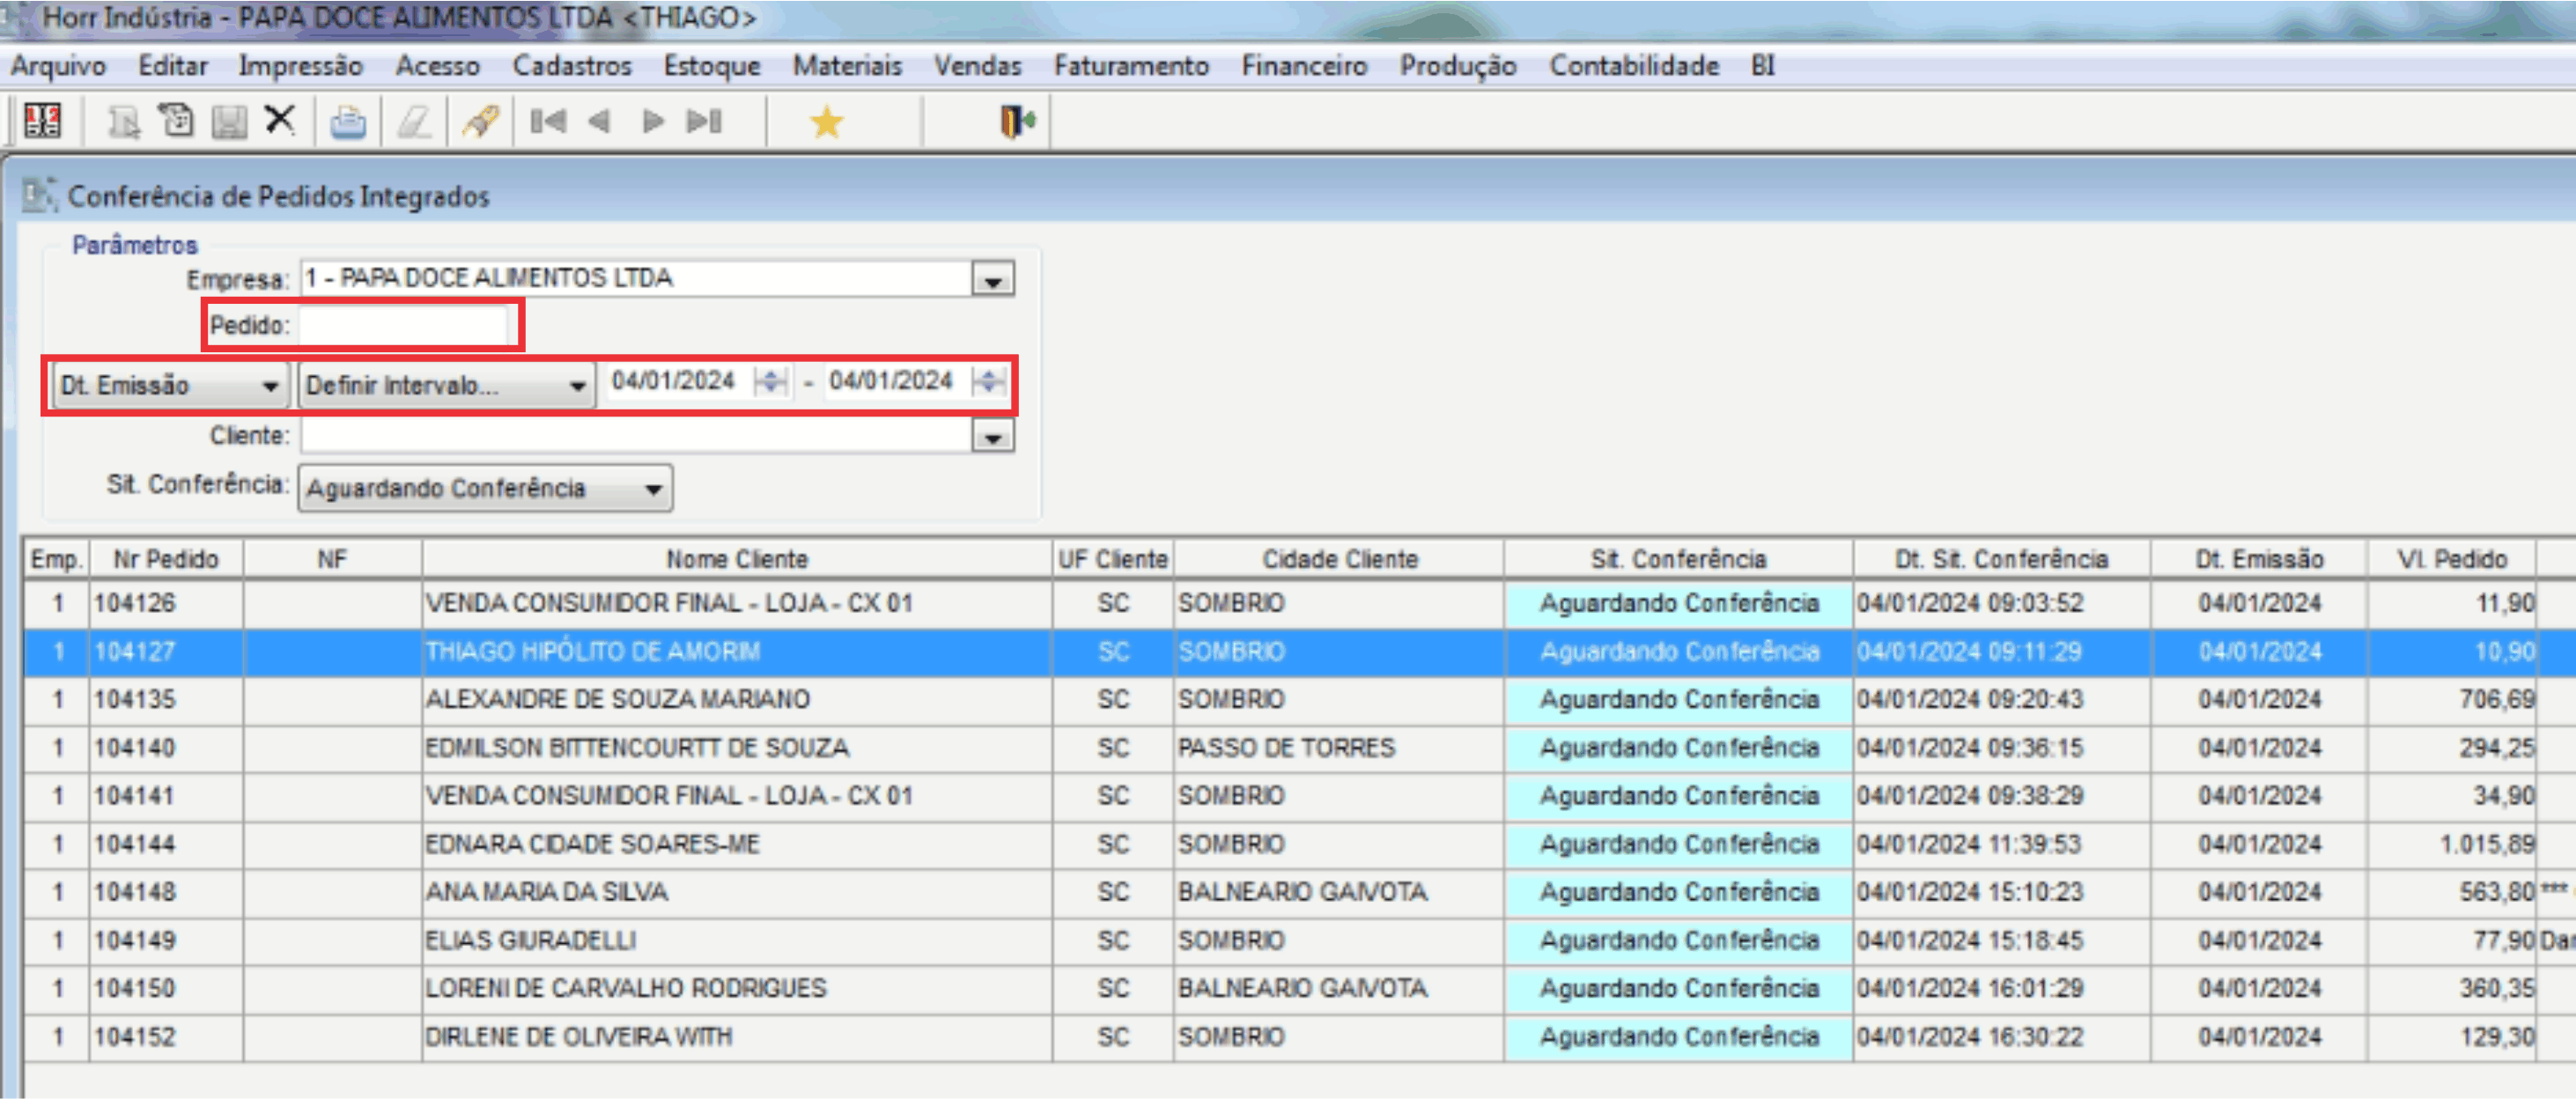 Horr Indústria - PAPA DOCE ALIMENTOS LTDA <THIAGO>
Arquivo Editar Impressão Acesso Cadastros Estoque Materiais Vendas Faturamento Financeiro Produção Contabilidade BI
Conferência de Pedidos Integrados
Parâmetros
Empresa: 1 - PAPA DOCE ALIMENTOS LTDA
Pedido:
Dt. Emissão Definir Intervalo... 04/01/2024 - 04/01/2024
Cliente:
Sit. Conferência: Aguardando Conferência
Emp. Nr Pedido NF Nome Cliente UF Cliente Cidade Cliente Sit. Conferência Dt. Sit. Conferência Dt. Emissão Vl. Pedido
1 104126 VENDA CONSUMIDOR FINAL - LOJA - CX 01 SC SOMBRIO Aguardando Conferência 04/01/2024 09:03:52 04/01/2024 11,90
1 104127 THIAGO HIPÓLITO DE AMORIM SC SOMBRIO Aguardando Conferência 04/01/2024 09:11:29 04/01/2024 10,90
1 104135 ALEXANDRE DE SOUZA MARIANO SC SOMBRIO Aguardando Conferência 04/01/2024 09:20:43 04/01/2024 706,69
1 104140 EDMILSON BITTENCOURTT DE SOUZA SC PASSO DE TORRES Aguardando Conferência 04/01/2024 09:36:15 04/01/2024 294,25
1 104141 VENDA CONSUMIDOR FINAL - LOJA - CX 01 SC SOMBRIO Aguardando Conferência 04/01/2024 09:38:29 04/01/2024 34,90
1 104144 EDNARA CIDADE SOARES-ME SC SOMBRIO Aguardando Conferência 04/01/2024 11:39:53 04/01/2024 1.015,89
1 104148 ANA MARIA DA SILVA SC BALNEARIO GAIVOTA Aguardando Conferência 04/01/2024 15:10:23 04/01/2024 563,80 ***
1 104149 ELIAS GIURADELLI SC SOMBRIO Aguardando Conferência 04/01/2024 15:18:45 04/01/2024 77,90
1 104150 LORENI DE CARVALHO RODRIGUES SC BALNEARIO GAIVOTA Aguardando Conferência 04/01/2024 16:01:29 04/01/2024 360,35
1 104152 DIRLENE DE OLIVEIRA WITH SC SOMBRIO Aguardando Conferência 04/01/2024 16:30:22 04/01/2024 129,30